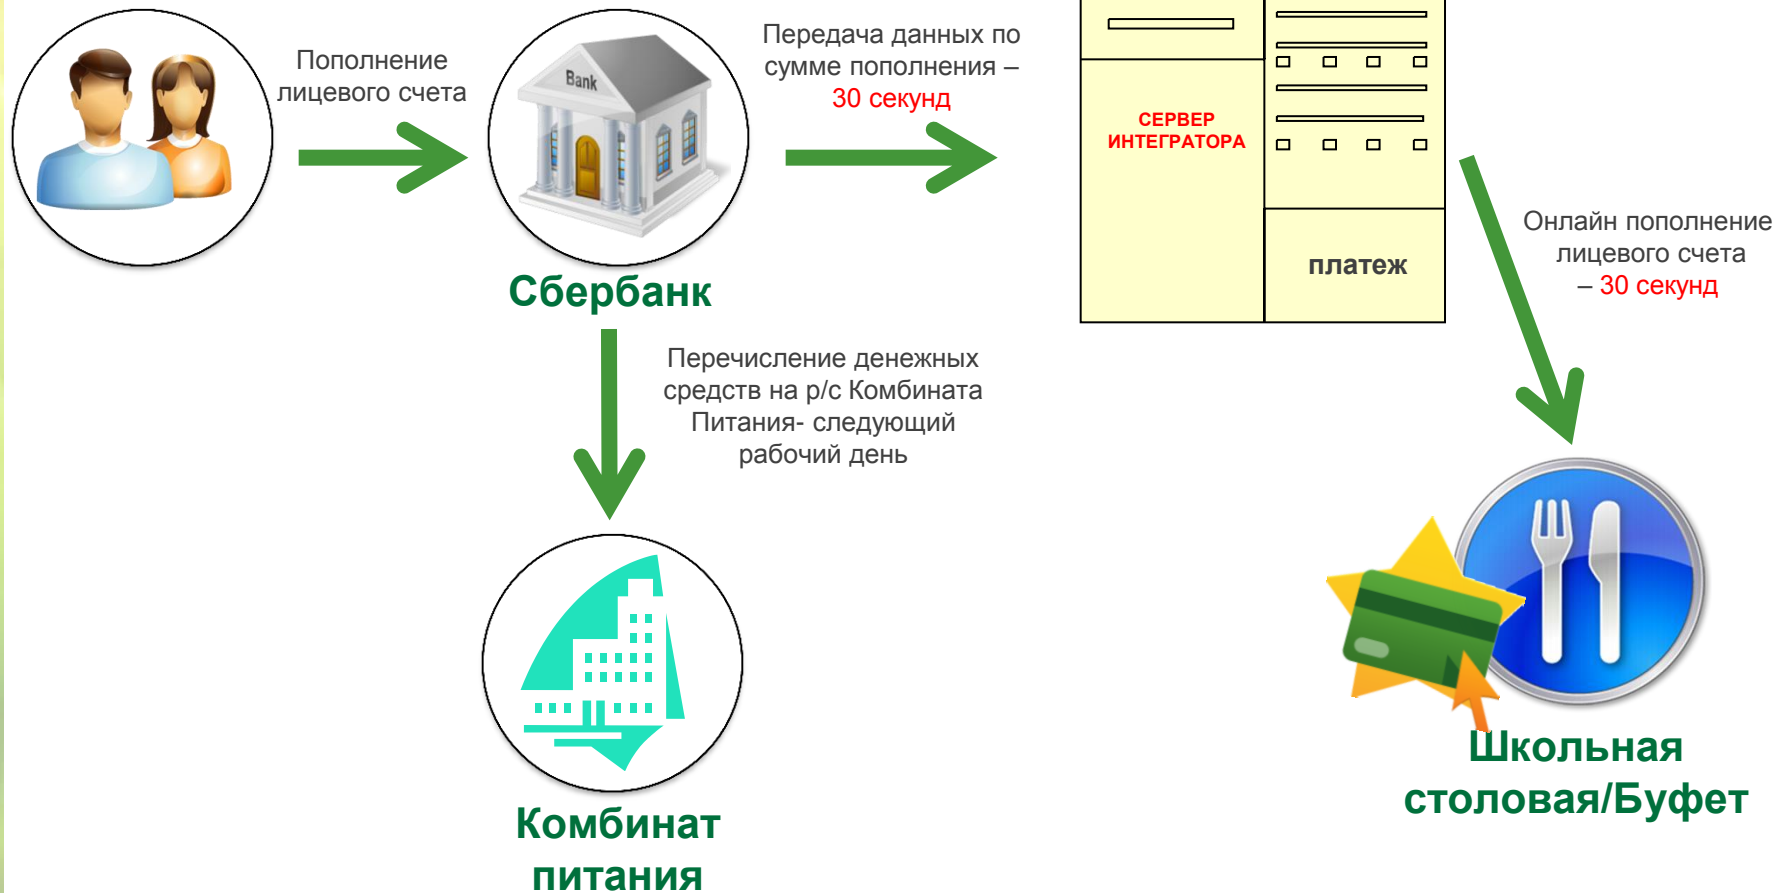 Пополнение
лицевого счета
Bank
Передача данных по
сумме пополнения –
30 секунд
СЕРВЕР
ИНТЕГРАТОРА
платеж
Онлайн пополнение
лицевого счета
– 30 секунд
Сбербанк
Перечисление денежных
средств на р/с Комбината
Питания- следующий
рабочий день
Школьная
столовая/Буфет
Комбинат
питания